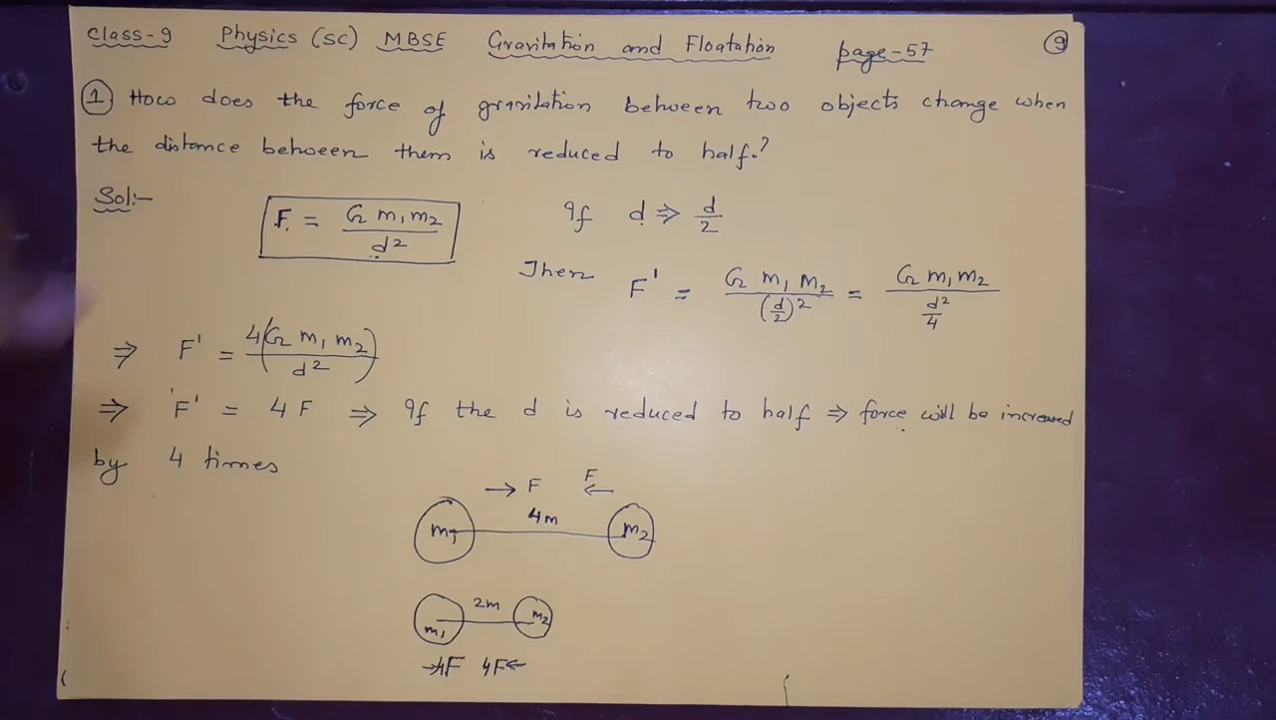 Class-9 Physics (SC) MBSE Gravitation and Floatation page-57 9
1 How does the force of gravitation between two objects change when
the distance between them is reduced to half.?
Sol:-
F = G m₁m₂ / d² If d ⇒ d/2
Then F' = G m₁ m₂ / (d/2)² = G m₁ m₂ / (d²/4)
⇒ F' = 4(G m₁ m₂ / d²)
⇒ F' = 4F ⇒ If the d is reduced to half ⇒ force will be increased
by 4 times
→ F F ←
m₁ 4m m₂
m₁ 2m m₂
→4F 4F←